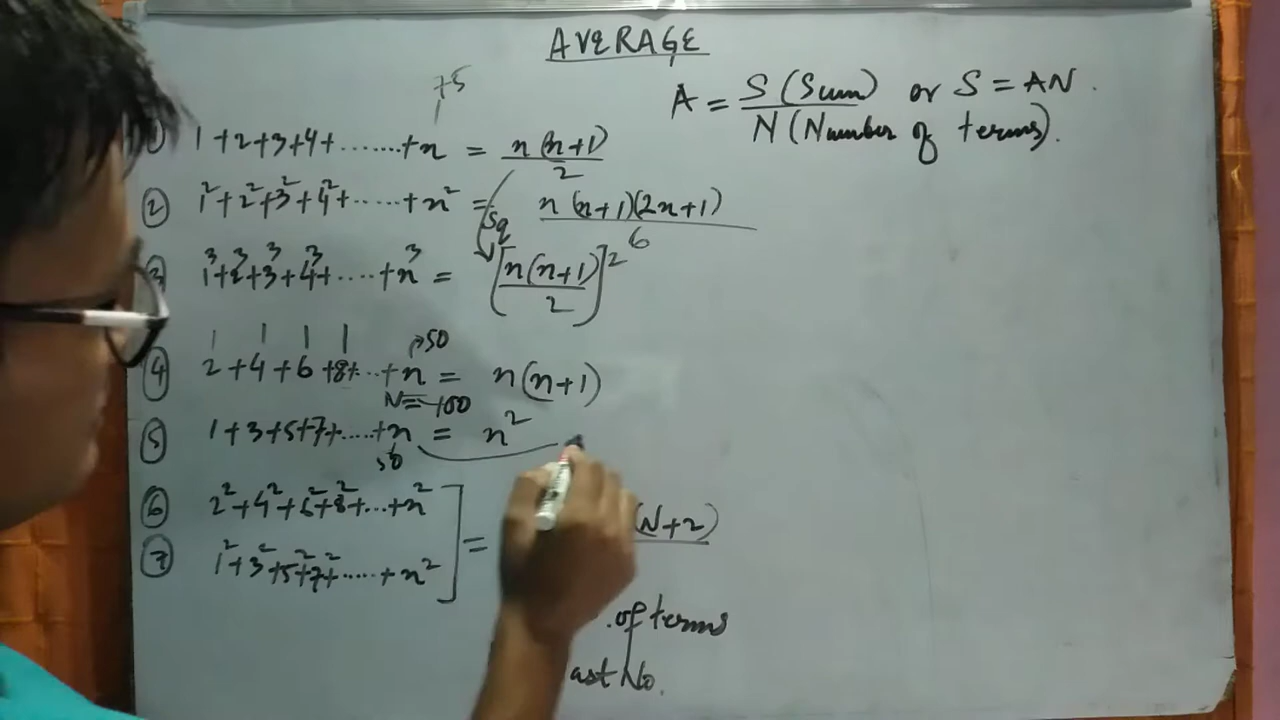 AVERAGE
+5
A = S (Sum) / N (Number of terms). or S = AN.
1+2+3+4+.......+n = n(n+1)/2
② 1²+2²+3²+4²+......+n² = n(n+1)(2n+1)/6
Sq
1³+2³+3³+4³+.....+n³ = [n(n+1)/2]²
50
④ 2+4+6+8+...+n = n(n+1)
N = 100
⑤ 1+3+5+7+.....+n = n²
50
⑥ 2²+4²+6²+8²+...+n²
(N+2)
⑦ 1²+3²+5²+7²+.....+n²
] =
of terms
ast No.